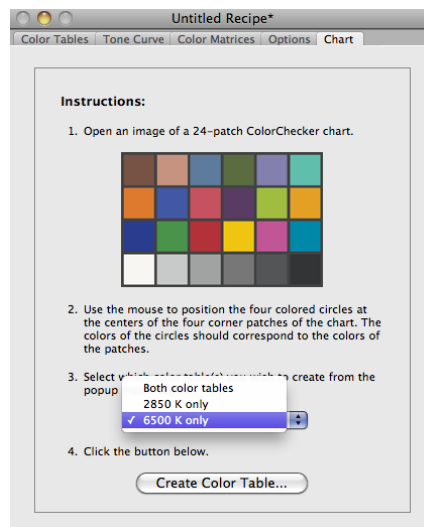 Untitled Recipe*
Color Tables Tone Curve Color Matrices Options Chart
Instructions:
1. Open an image of a 24-patch ColorChecker chart.
2. Use the mouse to position the four colored circles at
the centers of the four corner patches of the chart. The
colors of the circles should correspond to the colors of
the patches.
3. Select which color table(s) you wish to create from the
popup
Both color tables
2850 K only
✓ 6500 K only
4. Click the button below.
Create Color Table...